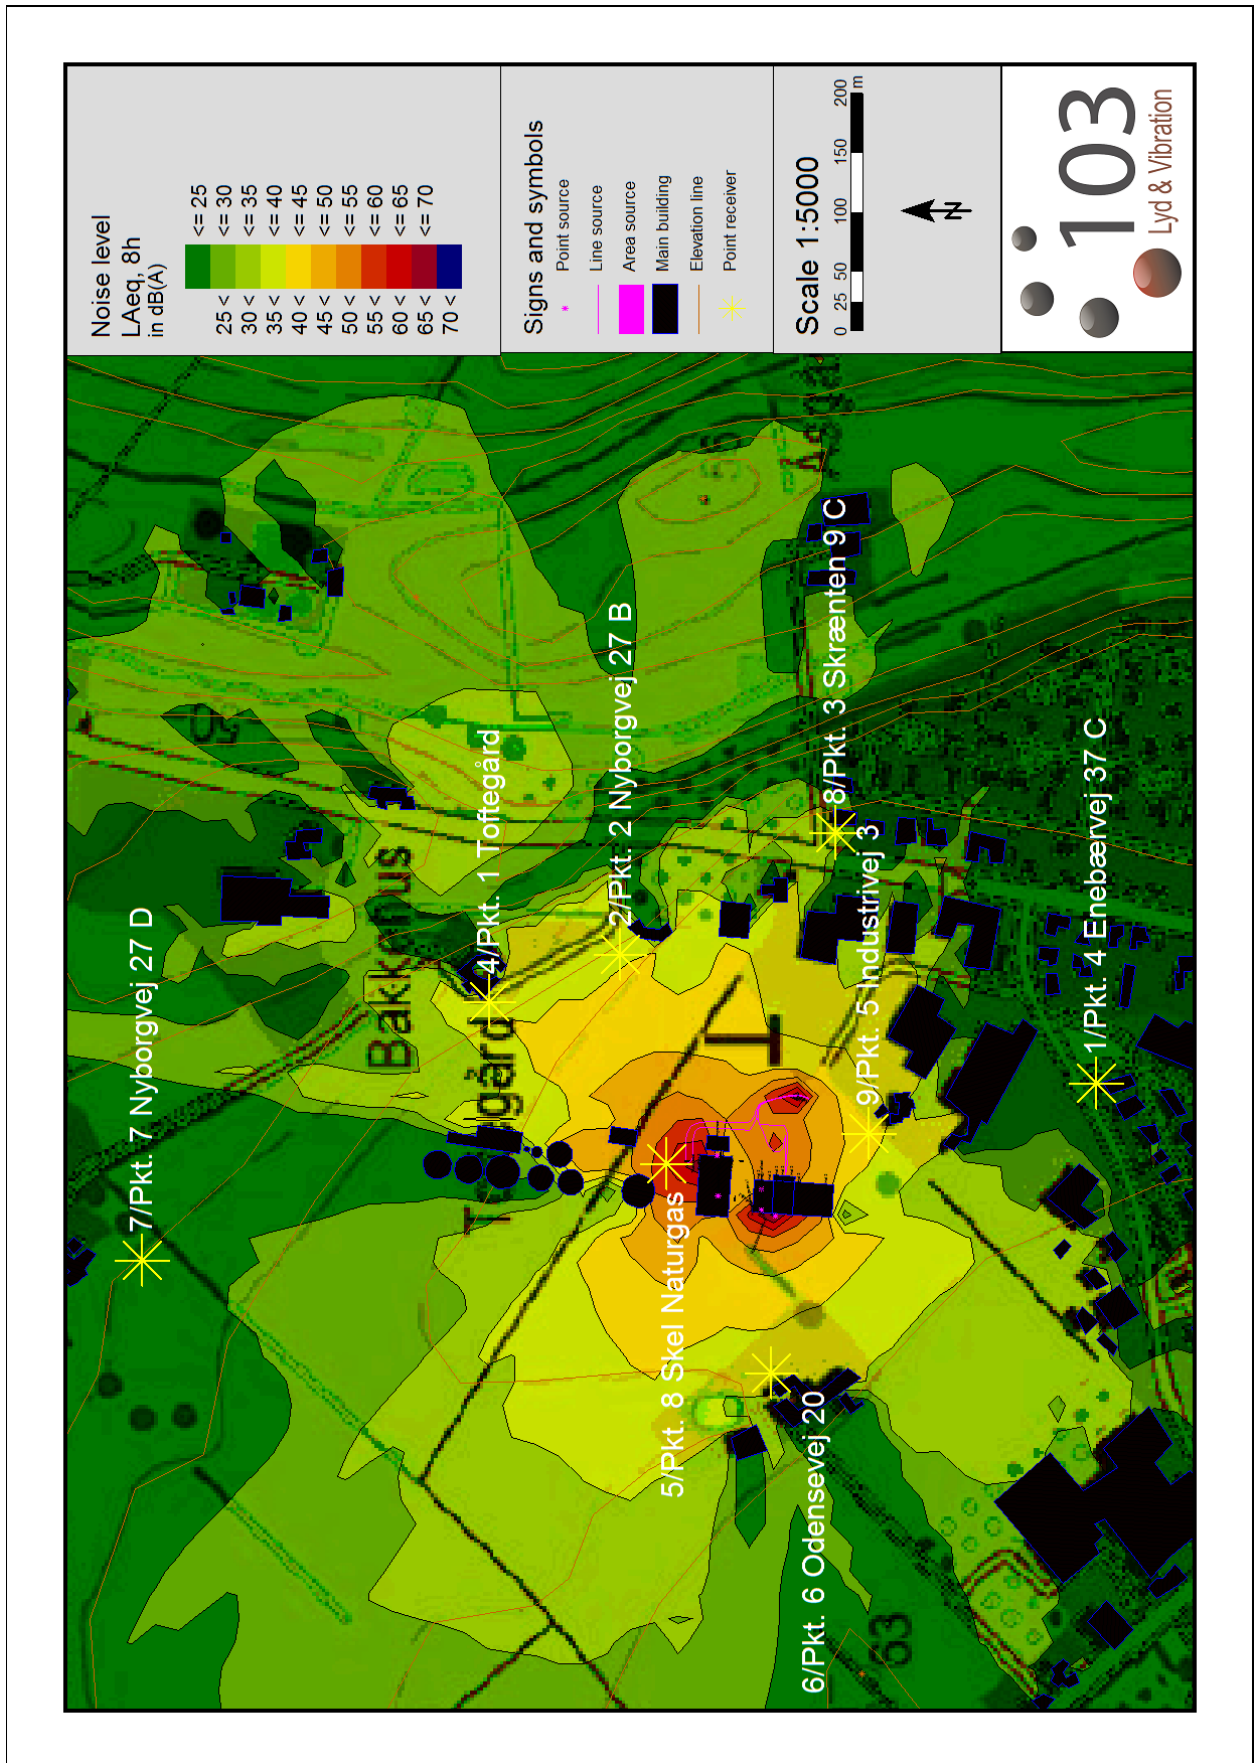 Noise level
LAeq, 8h
in dB(A)
<= 25
25 < <= 30
30 < <= 35
35 < <= 40
40 < <= 45
45 < <= 50
50 < <= 55
55 < <= 60
60 < <= 65
65 < <= 70
70 <
Signs and symbols
Point source
Line source
Area source
Main building
Elevation line
Point receiver
Scale 1:5000
0 25 50 100 150 200
m
N
103
Lyd & Vibration
7/Pkt. 7 Nyborgvej 27 D
Bakkehus
4/Pkt. 1 Toftegård
2/Pkt. 2 Nyborgvej 27 B
8/Pkt. 3 Skrænten 9 C
9/Pkt. 5 Industrivej 3
1/Pkt. 4 Enebærvej 37 C
5/Pkt. 8 Skel Naturgas
6/Pkt. 6 Odensevej 20
T
50
63